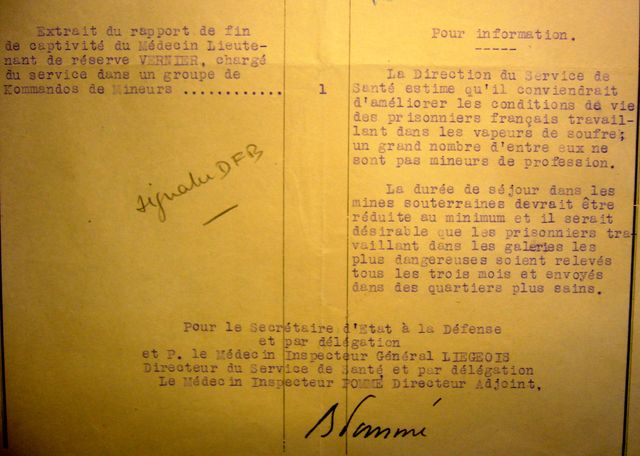 Extrait du rapport de fin
de captivité du Médecin Lieute-
nant de réserve VERNIER, chargé
du service dans un groupe de
Kommandos de Mineurs ............
1
signaler DFB
Pour information.
-----
La Direction du Service de
Santé estime qu'il conviendrait
d'améliorer les conditions de vie
des prisonniers français travail-
lant dans les vapeurs de soufre;
un grand nombre d'entre eux ne
sont pas mineurs de profession.
La durée de séjour dans les
mines souterraines devrait être
réduite au minimum et il serait
désirable que les prisonniers tra-
vaillant dans les galeries les
plus dangereuses soient relevés
tous les trois mois et envoyés
dans des quartiers plus sains.
Pour le Secrétaire d'Etat à la Défense
et par délégation
et P. le Médecin Inspecteur Général LIEGEOIS
Directeur du Service de Santé et par délégation
Le Médecin Inspecteur POMMÉ Directeur Adjoint.
B Pommé